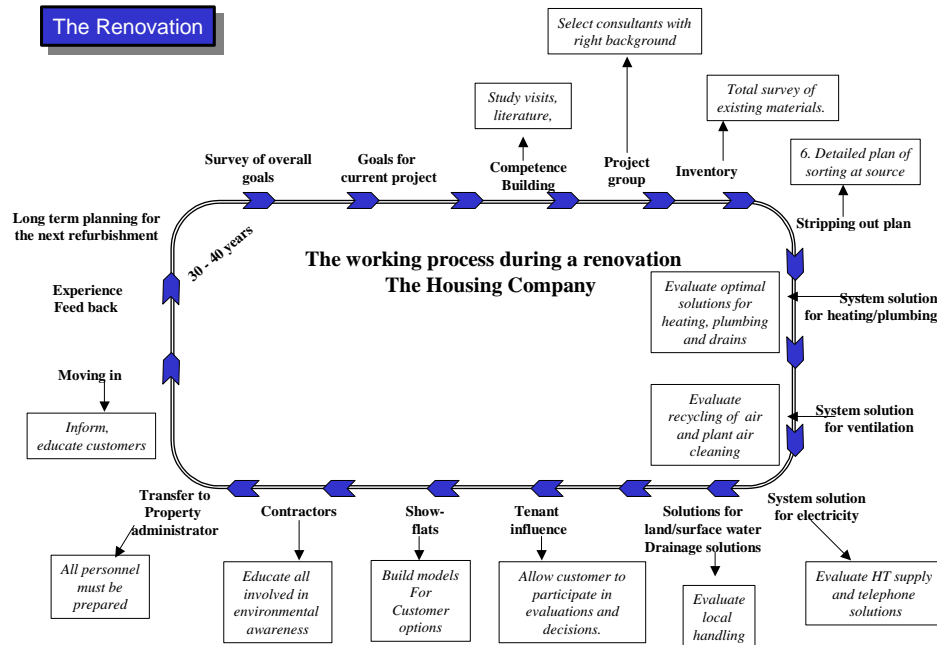 The Renovation
Select consultants with
right background
Study visits,
literature,
Total survey of
existing materials.
6. Detailed plan of
sorting at source
Survey of overall
goals
Goals for
current project
Competence
Building
Project
group
Inventory
Stripping out plan
Long term planning for
the next refurbishment
30 - 40 years
The working process during a renovation
The Housing Company
Experience
Feed back
Evaluate optimal
solutions for
heating, plumbing
and drains
System solution
for heating/plumbing
Moving in
Inform,
educate customers
Evaluate
recycling of air
and plant air
cleaning
System solution
for ventilation
Transfer to
Property
administrator
Contractors
Show-
flats
Tenant
influence
Solutions for
land/surface water
Drainage solutions
System solution
for electricity
All personnel
must be
prepared
Educate all
involved in
environmental
awareness
Build models
For
Customer
options
Allow customer to
participate in
evaluations and
decisions.
Evaluate
local
handling
Evaluate HT supply
and telephone
solutions